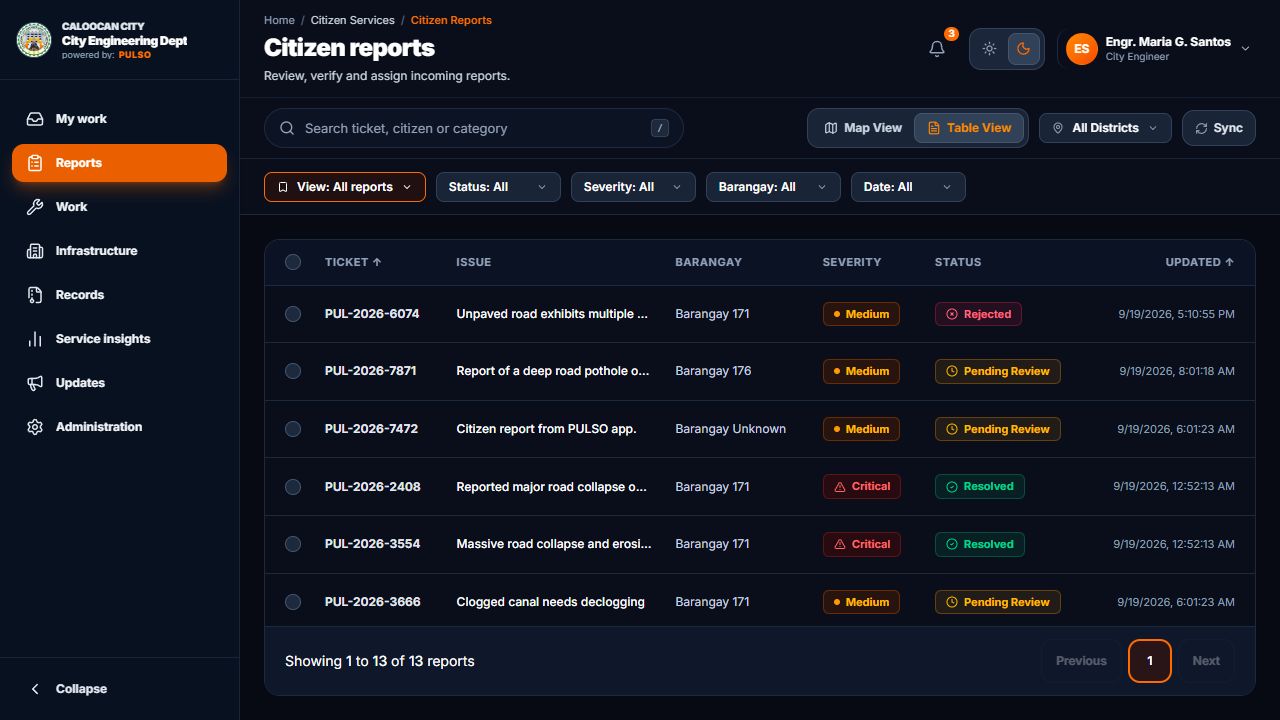 CALOOCAN CITY
City Engineering Dept
powered by: PULSO
My work
Reports
Work
Infrastructure
Records
Service insights
Updates
Administration
Collapse
Home / Citizen Services / Citizen Reports
Citizen reports
Review, verify and assign incoming reports.
3
ES
Engr. Maria G. Santos
City Engineer
Search ticket, citizen or category /
Map View Table View All Districts Sync
View: All reports Status: All Severity: All Barangay: All Date: All
TICKET ↑ ISSUE BARANGAY SEVERITY STATUS UPDATED ↑
PUL-2026-6074 Unpaved road exhibits multiple ... Barangay 171 Medium Rejected 9/19/2026, 5:10:55 PM
PUL-2026-7871 Report of a deep road pothole o... Barangay 176 Medium Pending Review 9/19/2026, 8:01:18 AM
PUL-2026-7472 Citizen report from PULSO app. Barangay Unknown Medium Pending Review 9/19/2026, 6:01:23 AM
PUL-2026-2408 Reported major road collapse o... Barangay 171 Critical Resolved 9/19/2026, 12:52:13 AM
PUL-2026-3554 Massive road collapse and erosi... Barangay 171 Critical Resolved 9/19/2026, 12:52:13 AM
PUL-2026-3666 Clogged canal needs declogging Barangay 171 Medium Pending Review 9/19/2026, 6:01:23 AM
Showing 1 to 13 of 13 reports
Previous 1 Next